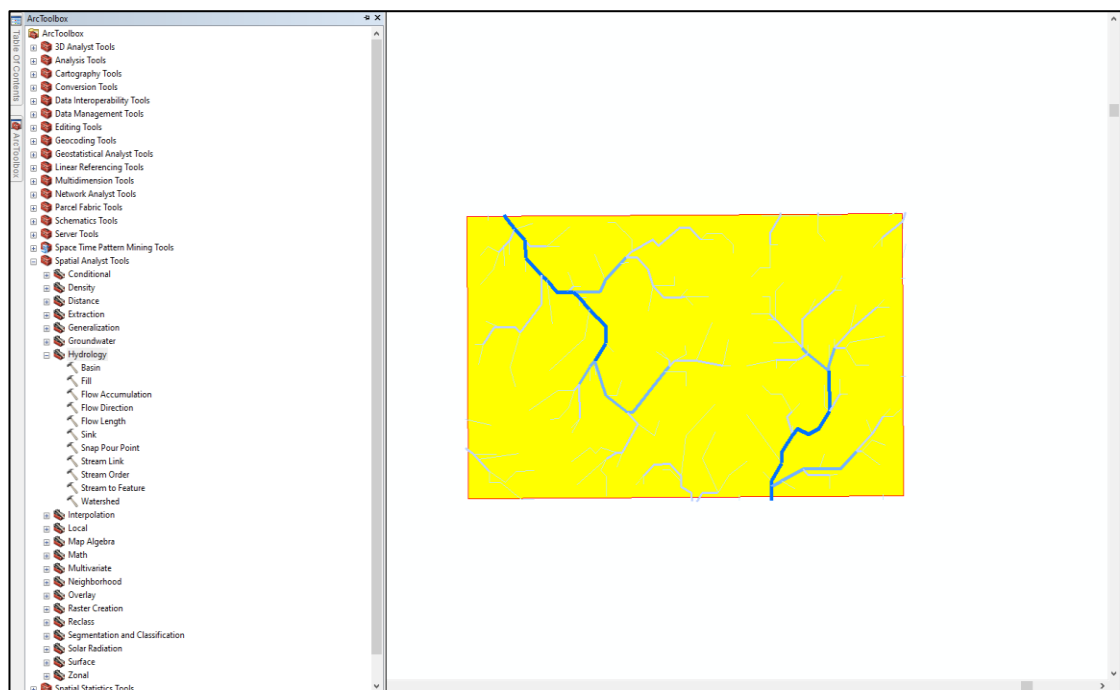 ArcToolbox
Table Of Contents
ArcToolbox
ArcToolbox
3D Analyst Tools
Analysis Tools
Cartography Tools
Conversion Tools
Data Interoperability Tools
Data Management Tools
Editing Tools
Geocoding Tools
Geostatistical Analyst Tools
Linear Referencing Tools
Multidimension Tools
Network Analyst Tools
Parcel Fabric Tools
Schematics Tools
Server Tools
Space Time Pattern Mining Tools
Spatial Analyst Tools
Conditional
Density
Distance
Extraction
Generalization
Groundwater
Hydrology
Basin
Fill
Flow Accumulation
Flow Direction
Flow Length
Sink
Snap Pour Point
Stream Link
Stream Order
Stream to Feature
Watershed
Interpolation
Local
Map Algebra
Math
Multivariate
Neighborhood
Overlay
Raster Creation
Reclass
Segmentation and Classification
Solar Radiation
Surface
Zonal
Spatial Statistics Tools